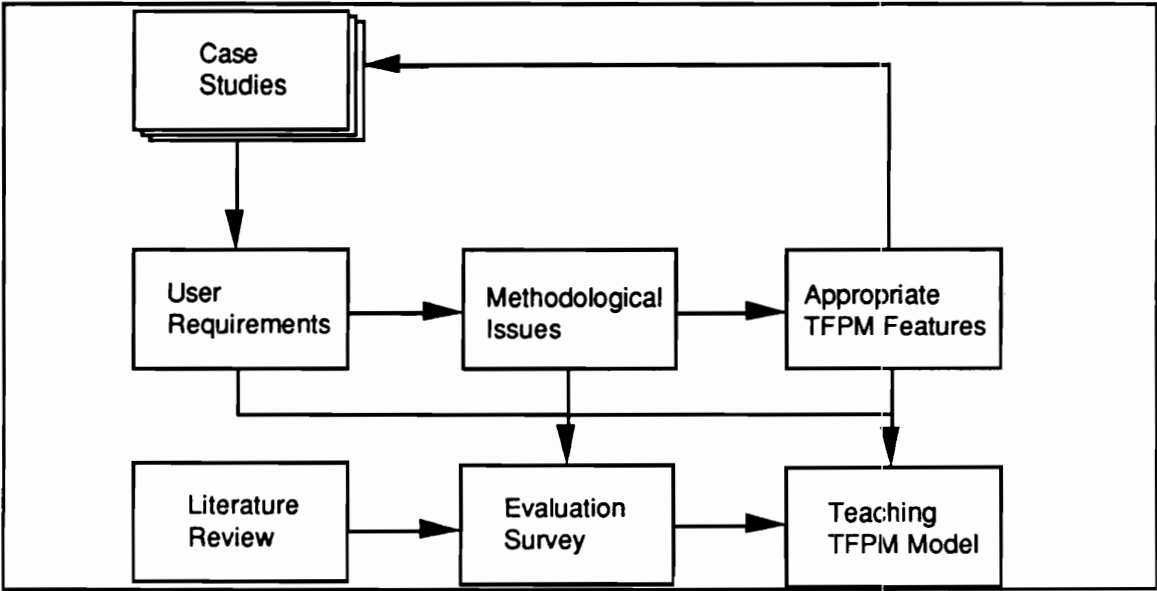 Case
Studies
User
Requirements
Methodological
Issues
Appropriate
TFPM Features
Literature
Review
Evaluation
Survey
Teaching
TFPM Model